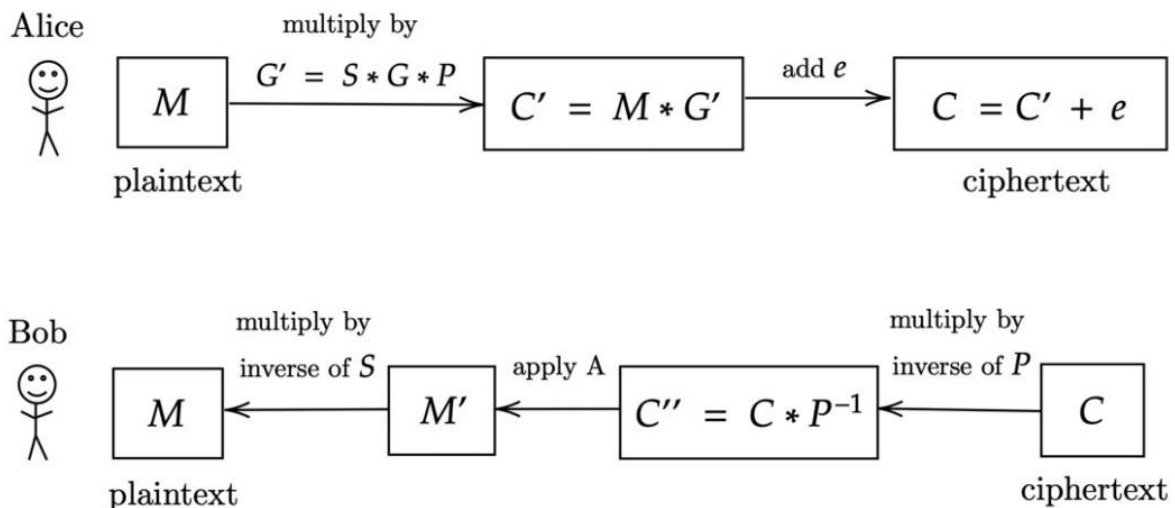 Alice
multiply by
G′ = S * G * P
add e
M
C′ = M * G′
C = C′ + e
plaintext
ciphertext
Bob
multiply by
inverse of S
apply A
multiply by
inverse of P
M
M′
C′′ = C * P⁻¹
C
plaintext
ciphertext